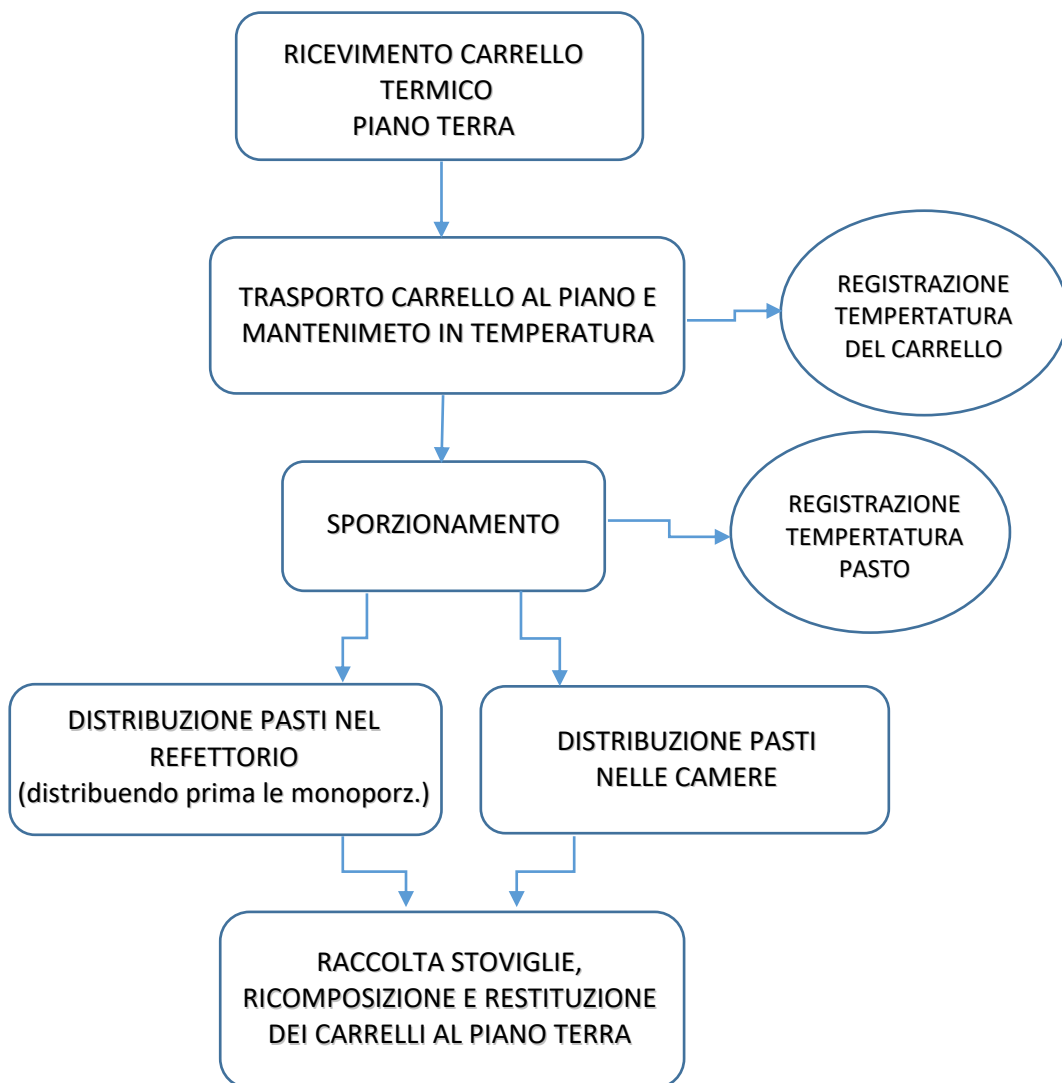 RICEVIMENTO CARRELLO
TERMICO
PIANO TERRA
TRASPORTO CARRELLO AL PIANO E
MANTENIMETO IN TEMPERATURA
REGISTRAZIONE
TEMPERTATURA
DEL CARRELLO
SPORZIONAMENTO
REGISTRAZIONE
TEMPERTATURA
PASTO
DISTRIBUZIONE PASTI NEL
REFETTORIO
(distribuendo prima le monoporz.)
DISTRIBUZIONE PASTI
NELLE CAMERE
RACCOLTA STOVIGLIE,
RICOMPOSIZIONE E RESTITUZIONE
DEI CARRELLI AL PIANO TERRA